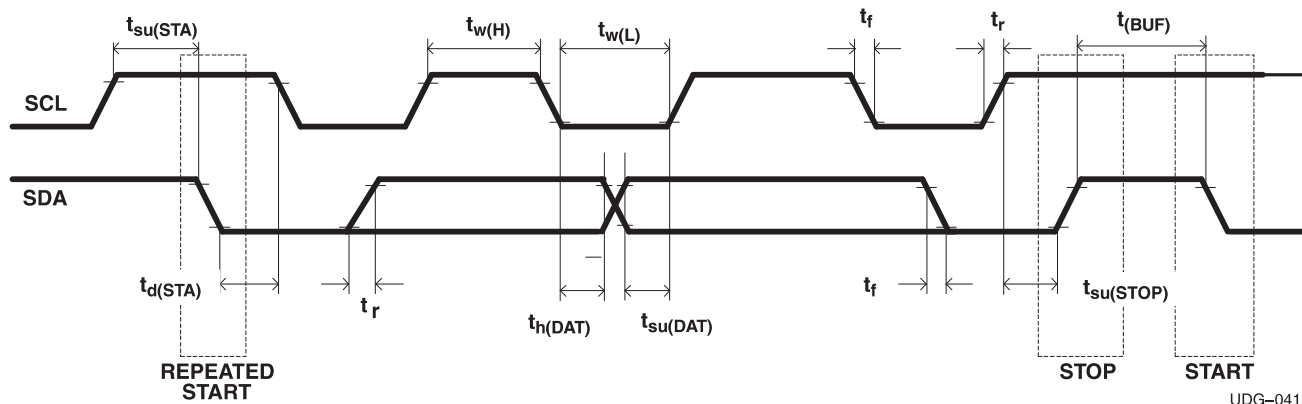 tsu(STA)
tw(H)
tw(L)
tf
tr
t(BUF)
SCL
SDA
td(STA)
tr
th(DAT)
tsu(DAT)
tf
tsu(STOP)
REPEATED
START
STOP
START
UDG–041